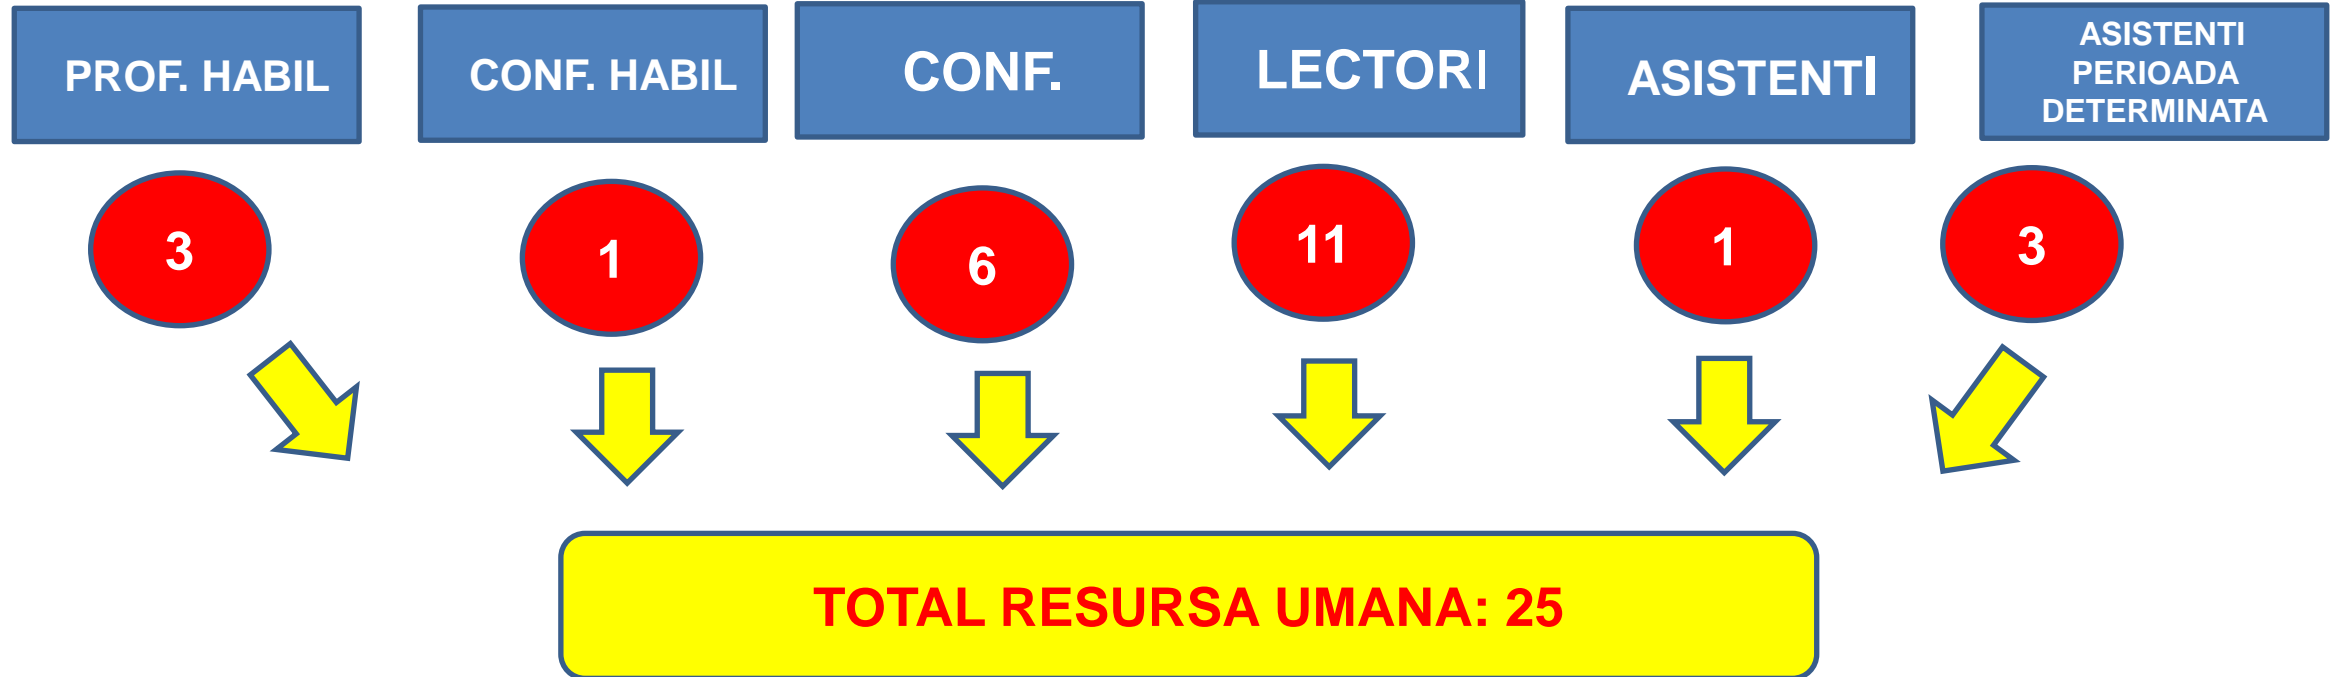 PROF. HABIL
CONF. HABIL
CONF.
LECTORI
ASISTENTI
ASISTENTI
PERIOADA
DETERMINATA
3
1
6
11
1
3
TOTAL RESURSA UMANA: 25